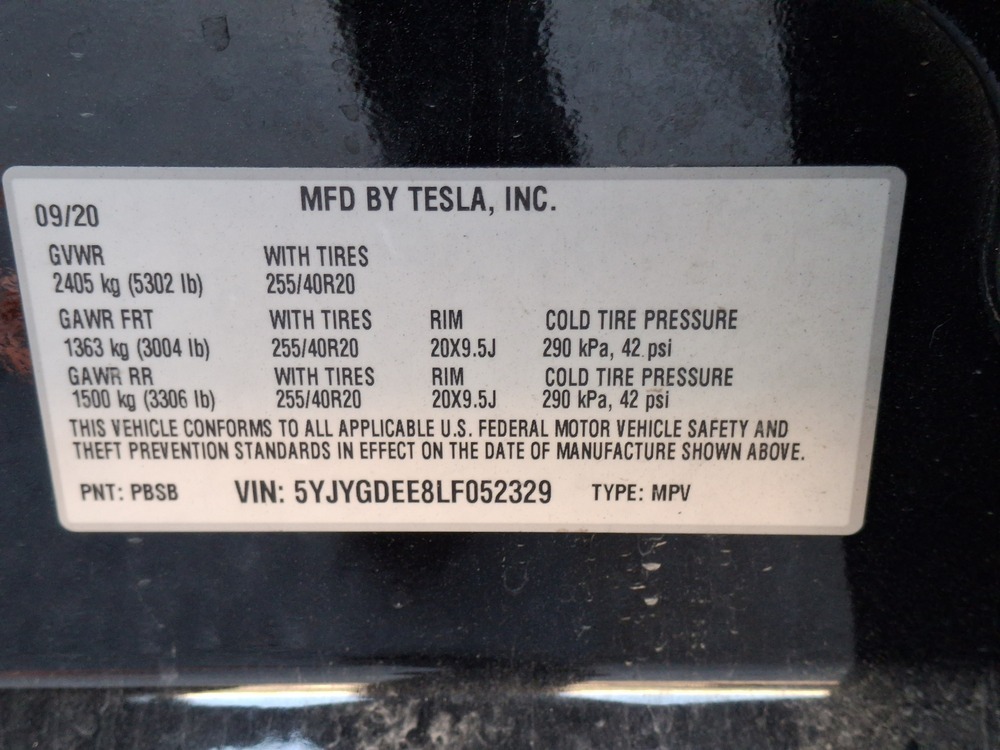 MFD BY TESLA, INC.
09/20
GVWR WITH TIRES
2405 kg (5302 lb) 255/40R20
GAWR FRT WITH TIRES RIM COLD TIRE PRESSURE
1363 kg (3004 lb) 255/40R20 20X9.5J 290 kPa, 42 psi
GAWR RR WITH TIRES RIM COLD TIRE PRESSURE
1500 kg (3306 lb) 255/40R20 20X9.5J 290 kPa, 42 psi
THIS VEHICLE CONFORMS TO ALL APPLICABLE U.S. FEDERAL MOTOR VEHICLE SAFETY AND
THEFT PREVENTION STANDARDS IN EFFECT ON THE DATE OF MANUFACTURE SHOWN ABOVE.
PNT: PBSB VIN: 5YJYGDEE8LF052329 TYPE: MPV